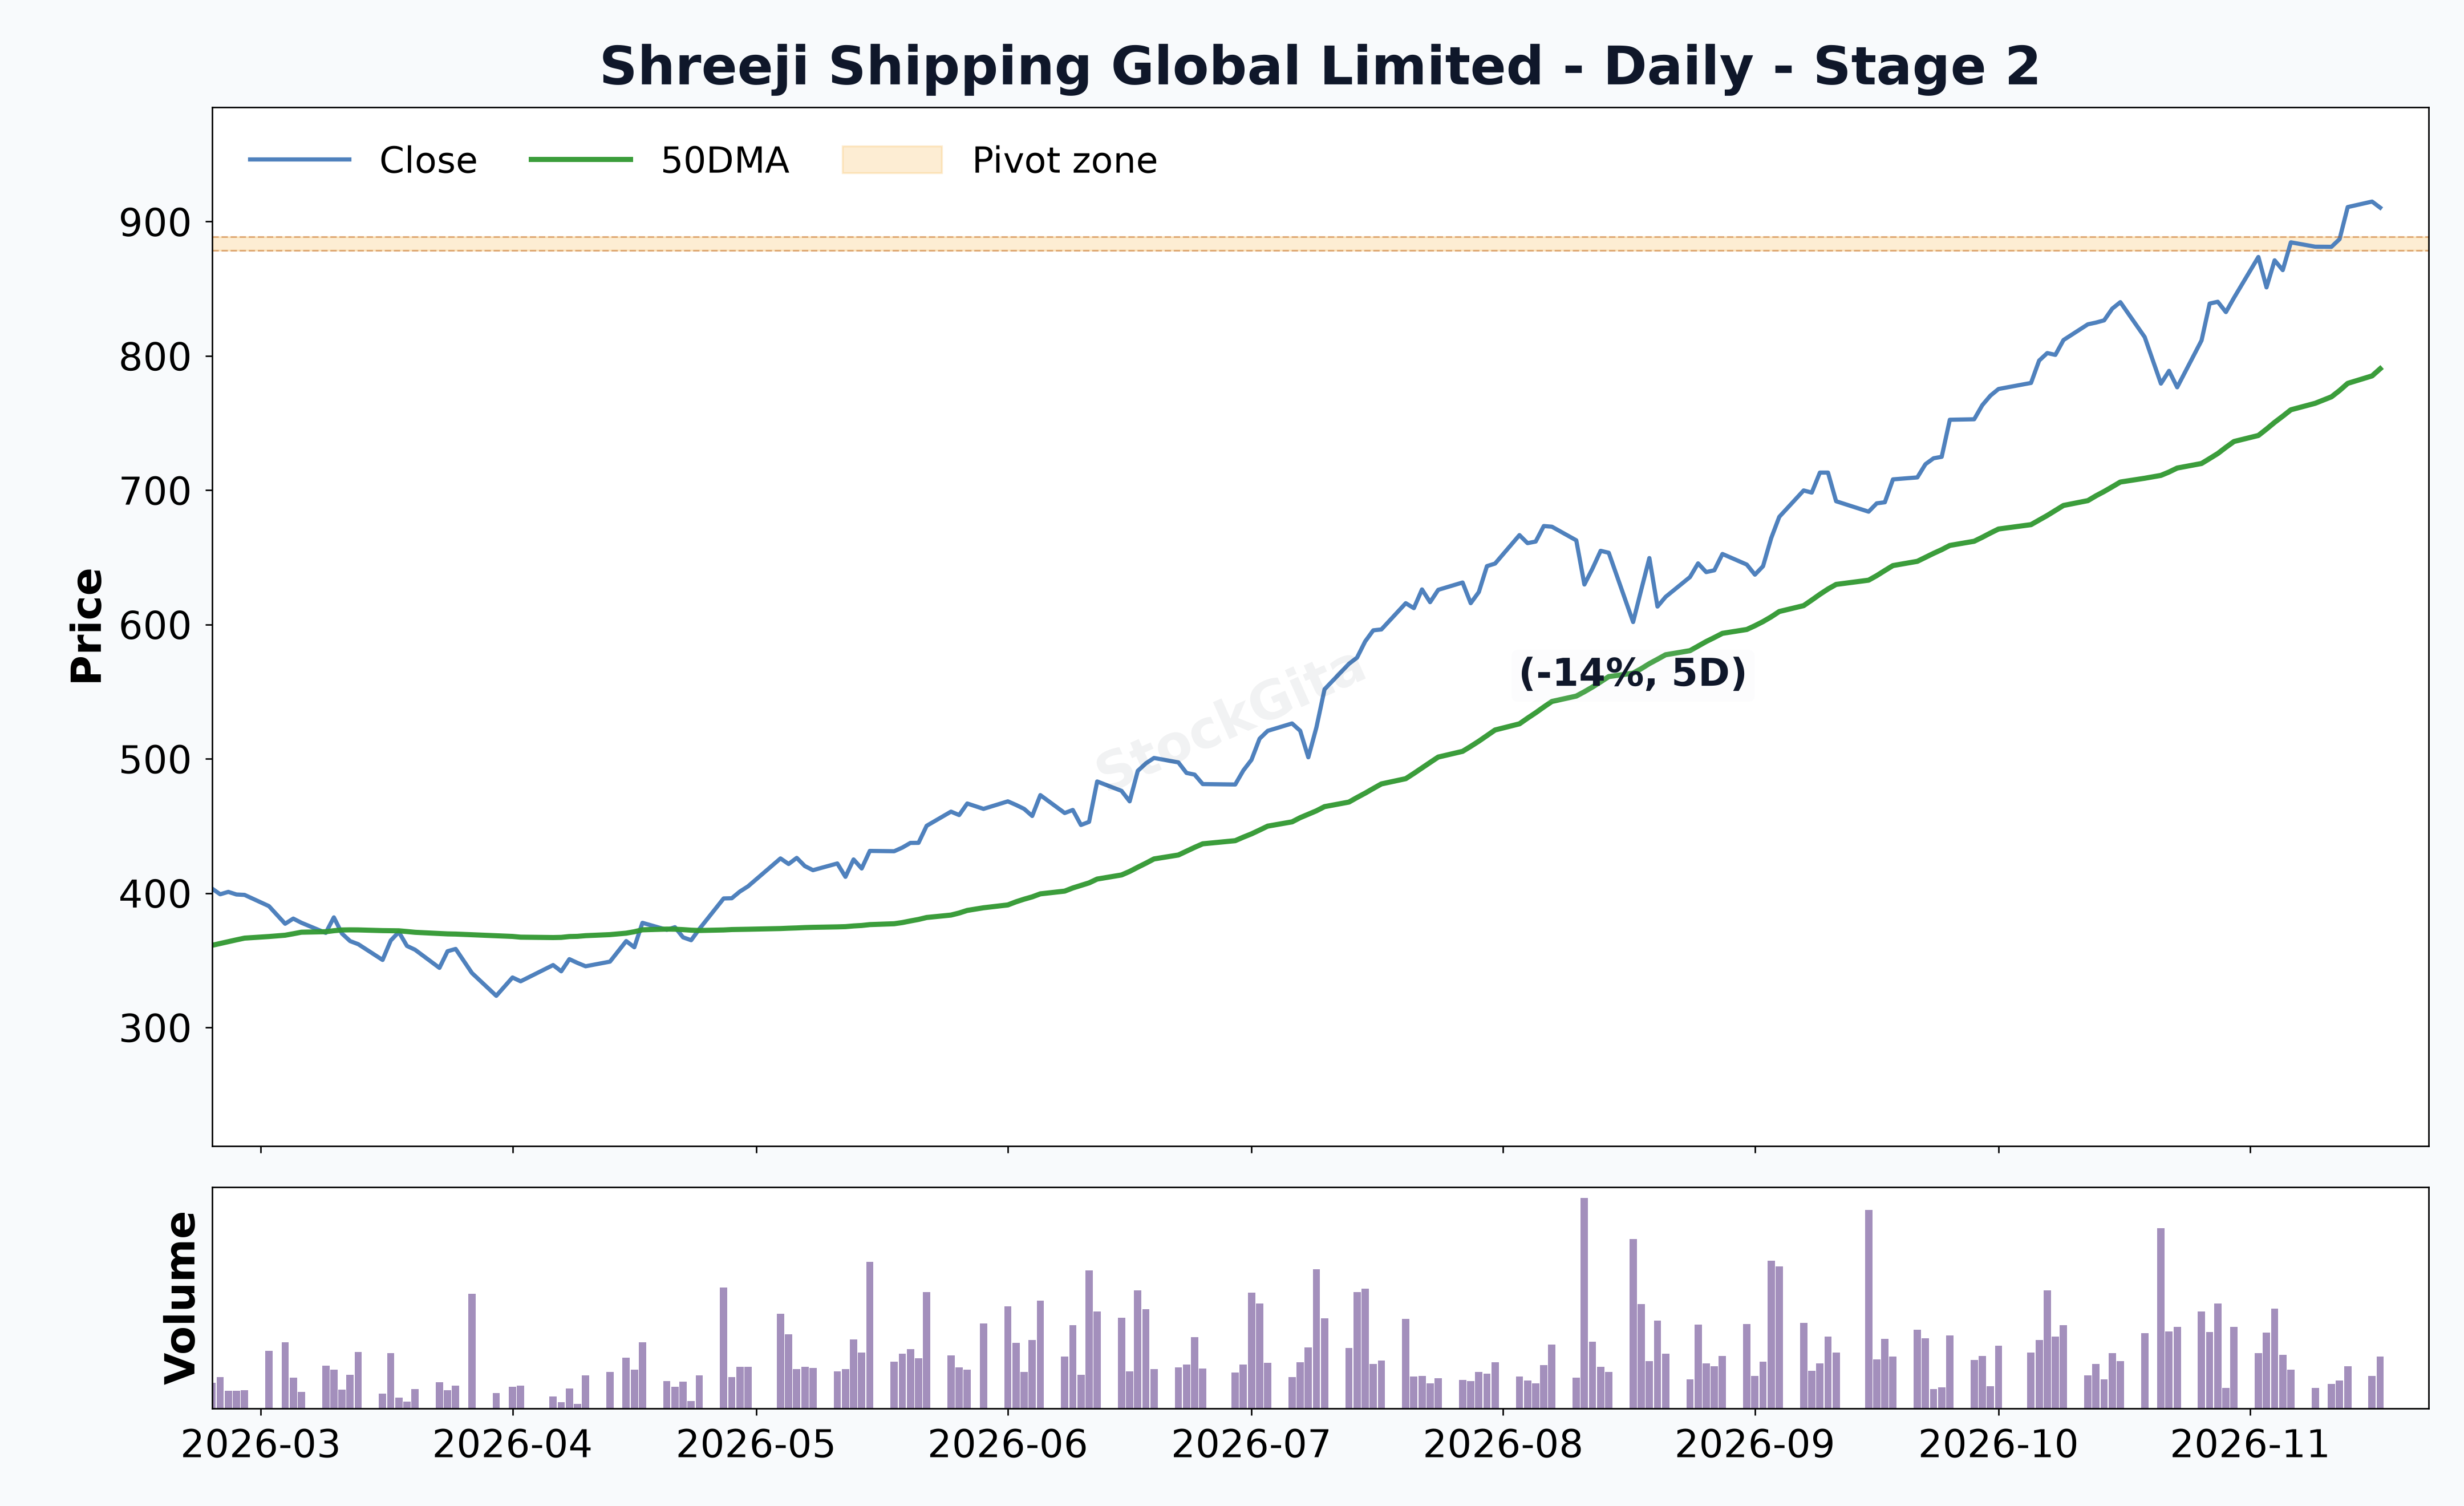 Shreeji Shipping Global Limited - Daily - Stage 2
Close 50DMA Pivot zone
900
800
700
600
500
400
300
Price
(-14%, 5D)
StockGita
Volume
2026-03 2026-04 2026-05 2026-06 2026-07 2026-08 2026-09 2026-10 2026-11